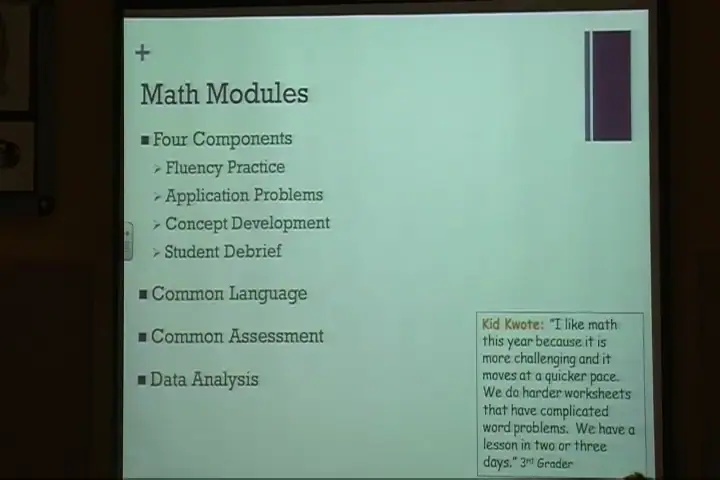 +
Math Modules
■ Four Components
➢ Fluency Practice
➢ Application Problems
➢ Concept Development
➢ Student Debrief
■ Common Language
■ Common Assessment
■ Data Analysis
Kid Kwote: "I like math
this year because it is
more challenging and it
moves at a quicker pace.
We do harder worksheets
that have complicated
word problems.  We have a
lesson in two or three
days." 3rd Grader